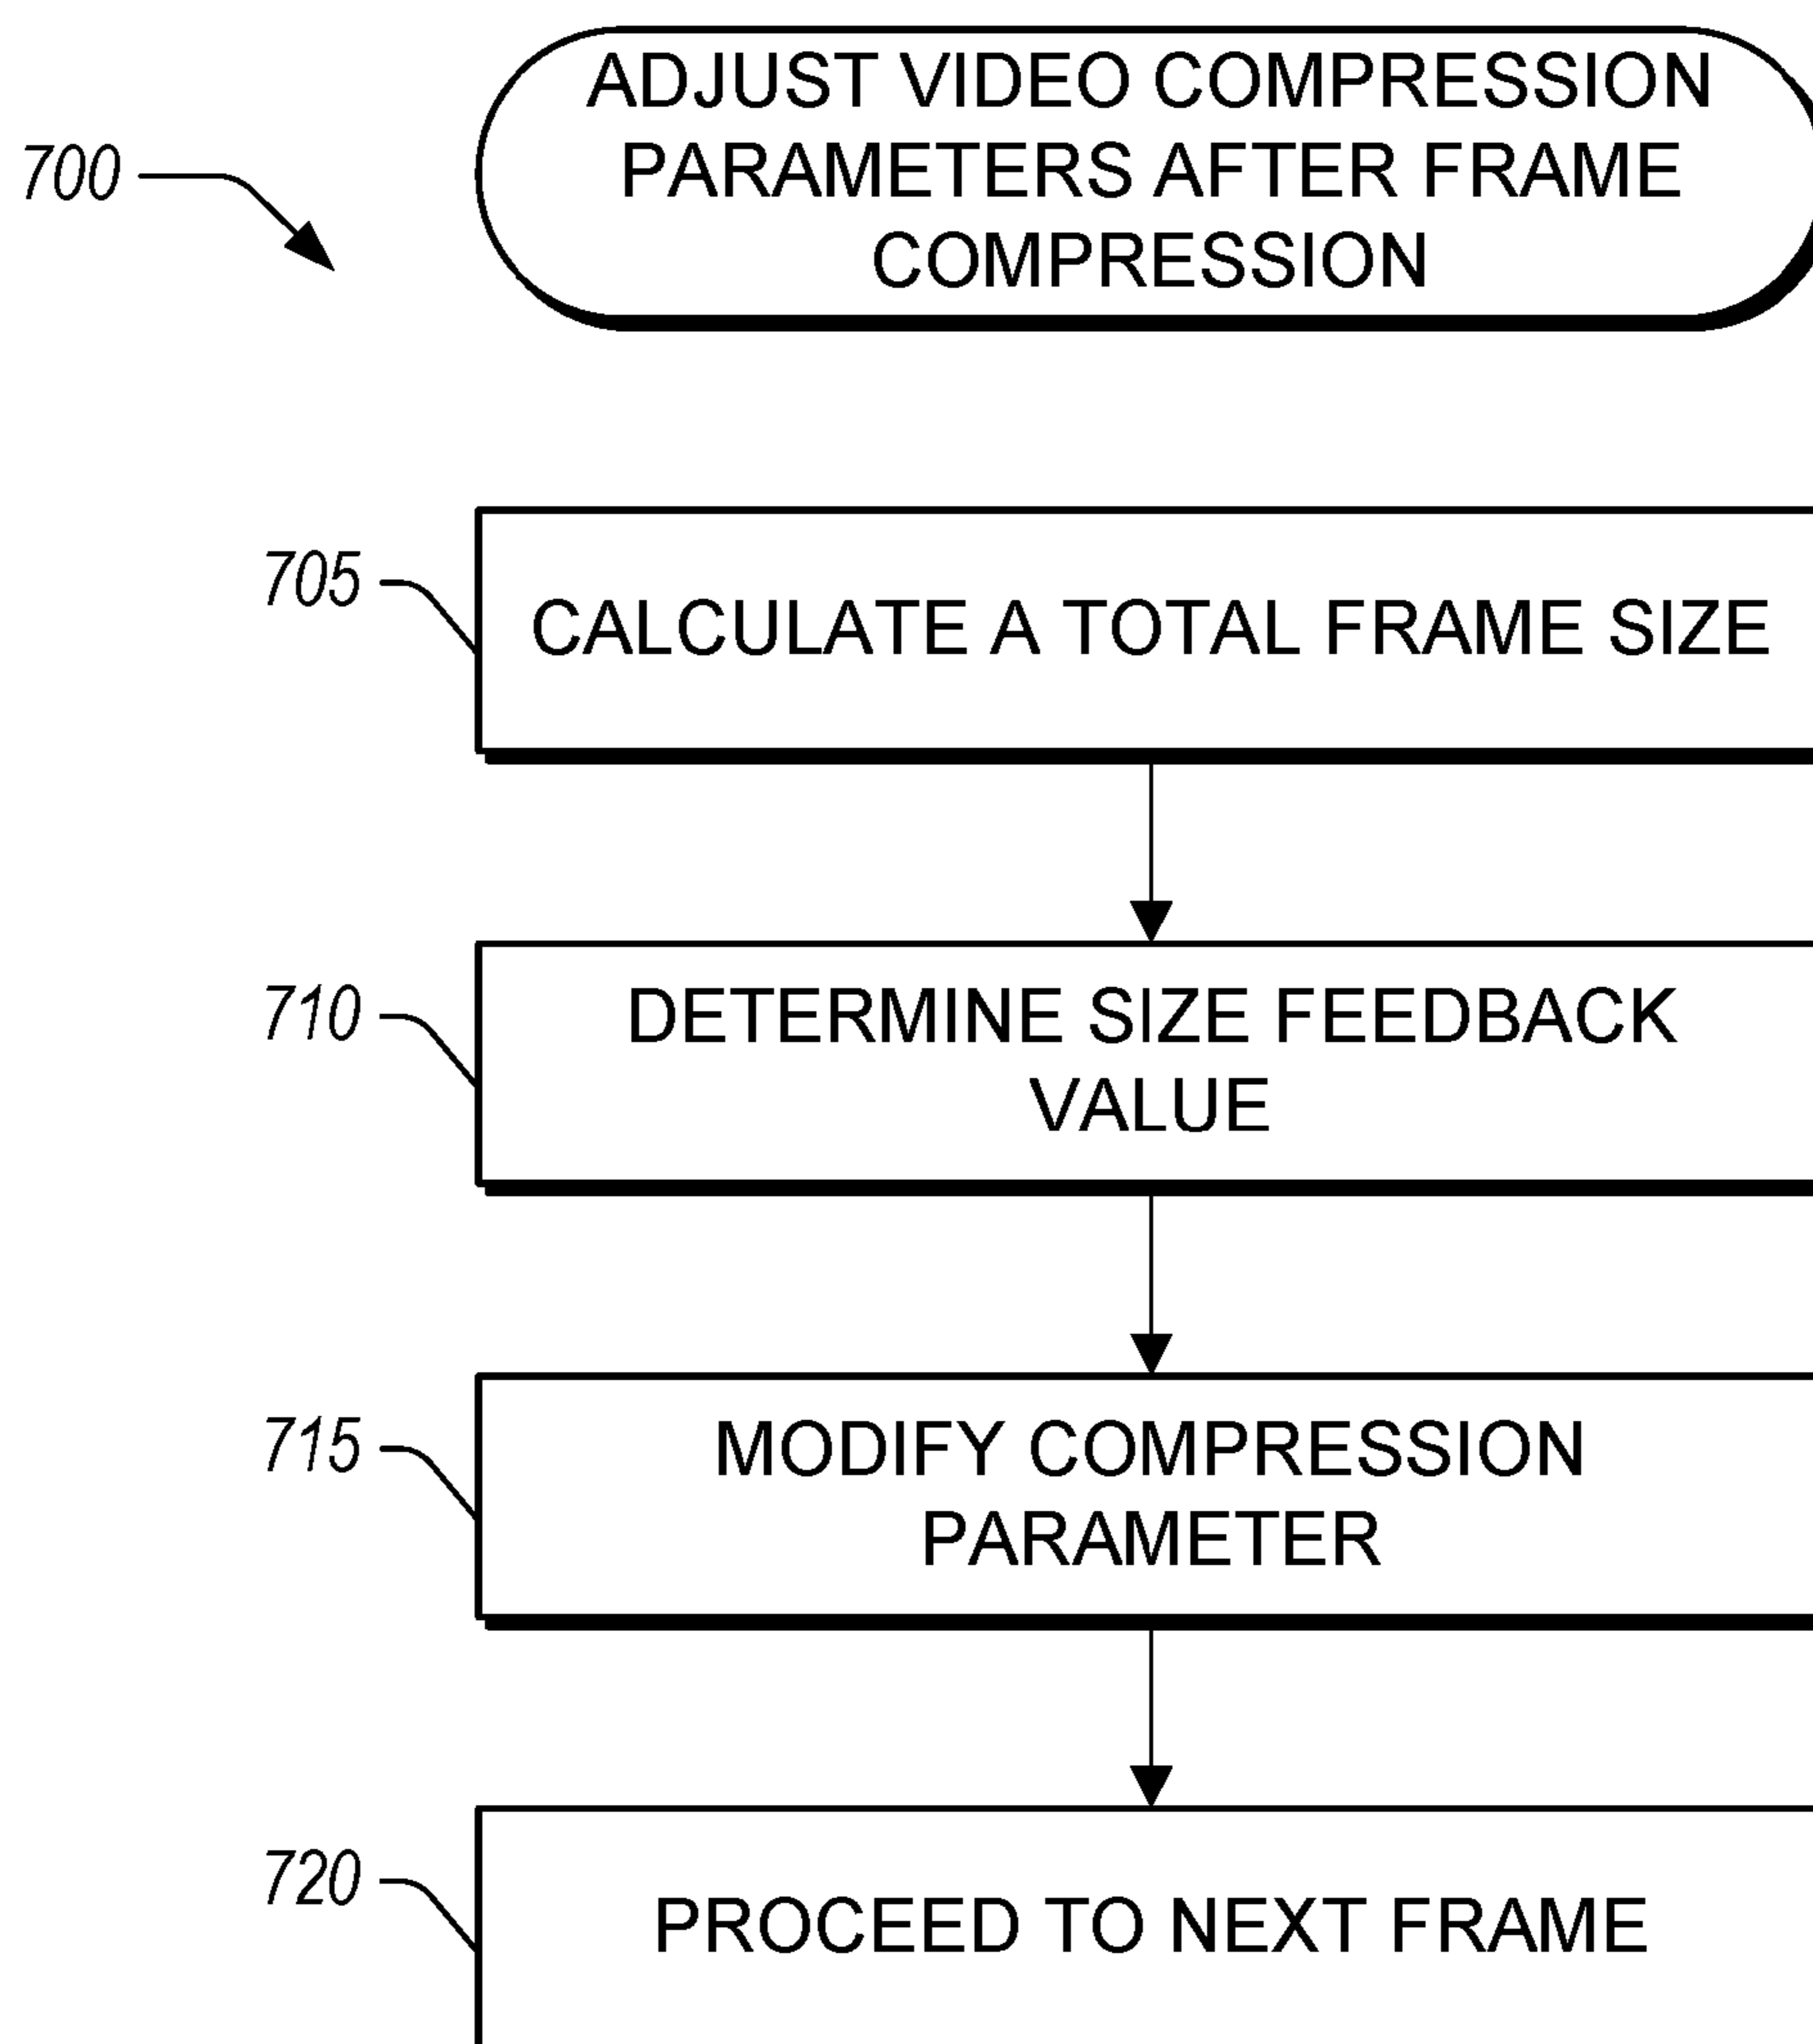 700
ADJUST VIDEO COMPRESSION
PARAMETERS AFTER FRAME
COMPRESSION
705
CALCULATE A TOTAL FRAME SIZE
710
DETERMINE SIZE FEEDBACK
VALUE
715
MODIFY COMPRESSION
PARAMETER
720
PROCEED TO NEXT FRAME